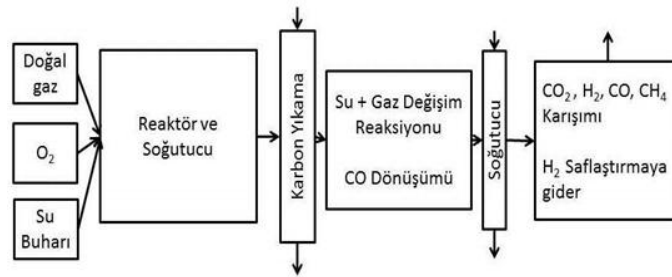 Doğal
gaz
O₂
Su
Buharı
Reaktör ve
Soğutucu
Karbon Yıkama
Su + Gaz Değişim
Reaksiyonu
CO Dönüşümü
Soğutucu
CO₂ , H₂, CO, CH₄
Karışımı
H₂ Saflaştırmaya
gider